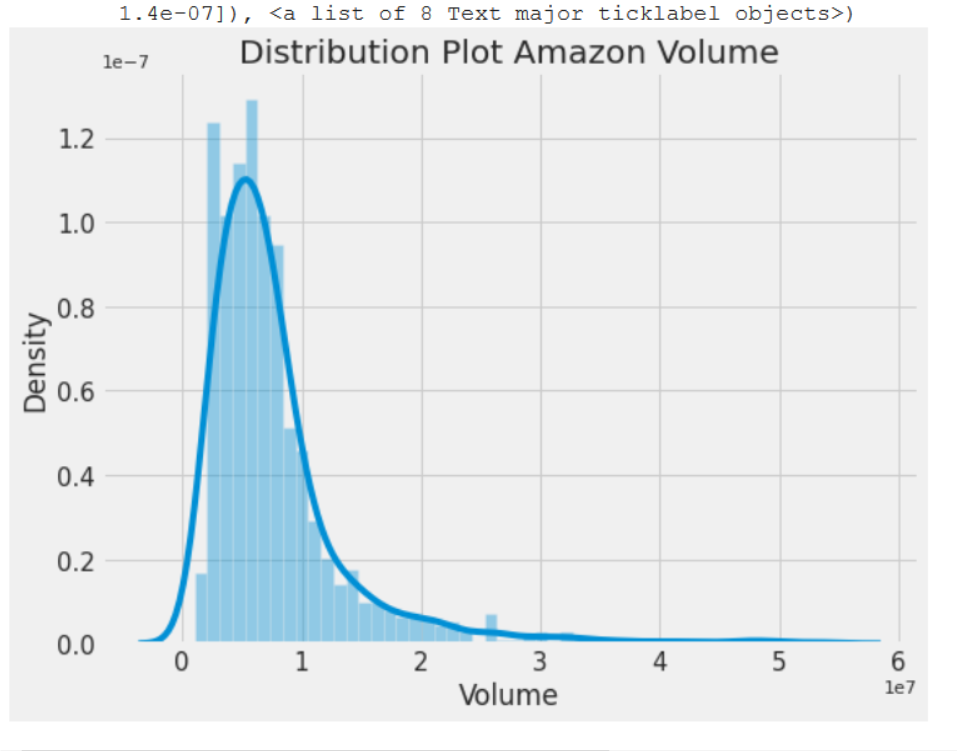 1.4e-07]), <a list of 8 Text major ticklabel objects>)
Distribution Plot Amazon Volume
1e−7
1.2
1.0
0.8
0.6
0.4
0.2
0.0
Density
0 1 2 3 4 5 6
1e7
Volume